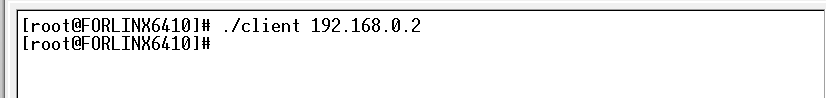 [root@FORLINX6410]# ./client 192.168.0.2
[root@FORLINX6410]#